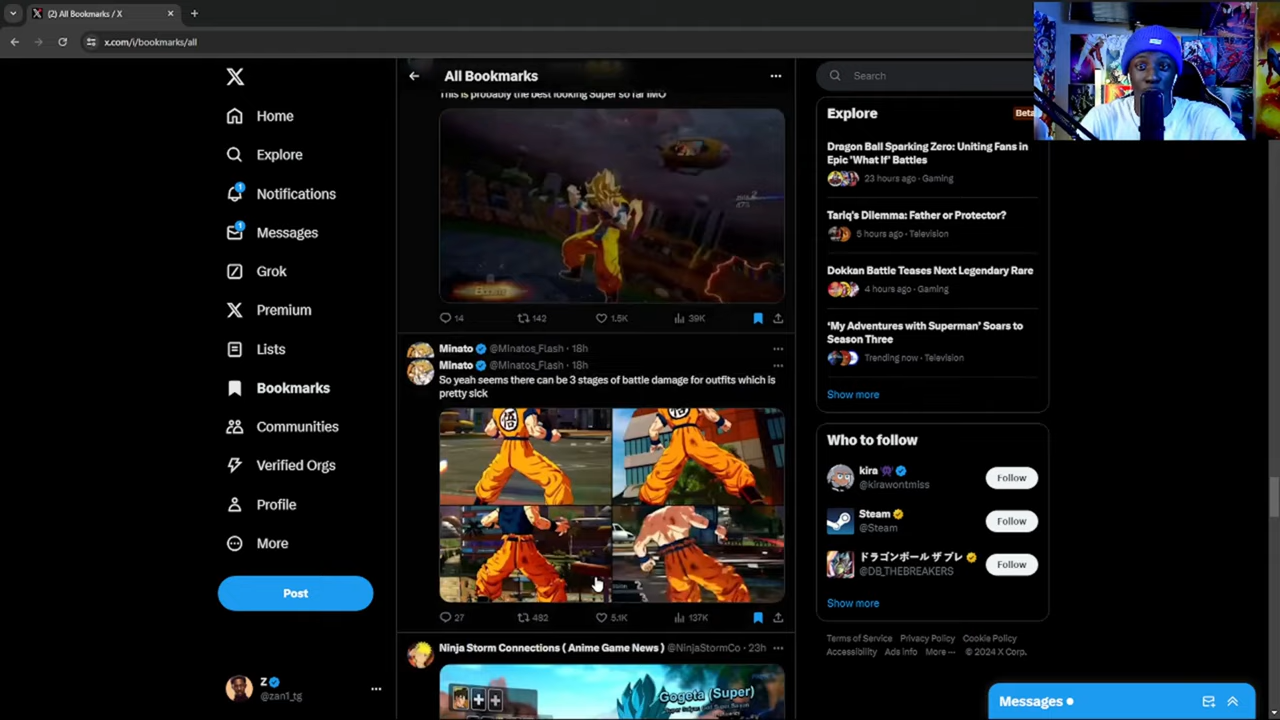 (2) All Bookmarks / X
x.com/i/bookmarks/all
Home
Explore
Notifications
1
Messages
1
Grok
Premium
Lists
Bookmarks
Communities
Verified Orgs
Profile
More
Post
Z
@zan1_tg
All Bookmarks
This is probably the best looking Super so far IMO
14
142
1.5K
39K
Minato @Minatos_Flash · 18h
Minato @Minatos_Flash · 18h
So yeah seems there can be 3 stages of battle damage for outfits which is
pretty sick
27
482
5.1K
137K
Ninja Storm Connections ( Anime Game News ) @NinjaStormCo · 23h
Gogeta (Super)
Search
Explore
Beta
Dragon Ball Sparking Zero: Uniting Fans in
Epic 'What If' Battles
23 hours ago · Gaming
Tariq's Dilemma: Father or Protector?
5 hours ago · Television
Dokkan Battle Teases Next Legendary Rare
4 hours ago · Gaming
'My Adventures with Superman' Soars to
Season Three
Trending now · Television
Show more
Who to follow
kira
@kirawontmiss
Follow
Steam
@Steam
Follow
ドラゴンボール ザ ブレ
@DB_THEBREAKERS
Follow
Show more
Terms of Service Privacy Policy Cookie Policy
Accessibility Ads info More ··· © 2024 X Corp.
Messages